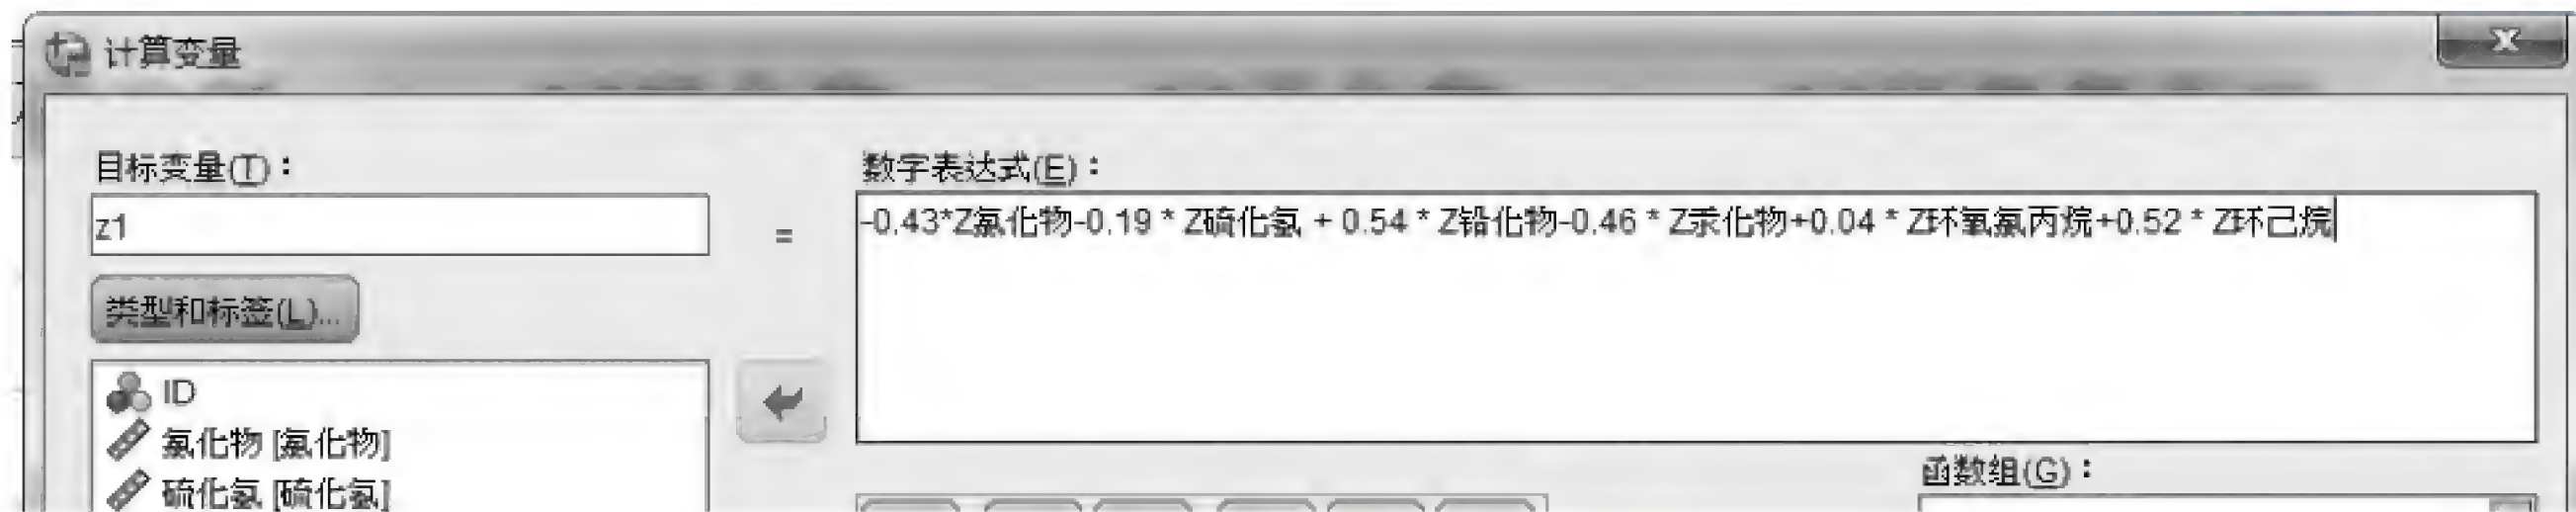 计算变量
目标变量(T)：
数字表达式(E)：
z1
=
-0.43*Z氯化物-0.19 * Z硫化氢 + 0.54 * Z铅化物-0.46 * Z汞化物+0.04 * Z环氧氯丙烷+0.52 * Z环己烷
类型和标签(L)...
ID
氯化物 [氯化物]
硫化氢 [硫化氢]
函数组(G)：